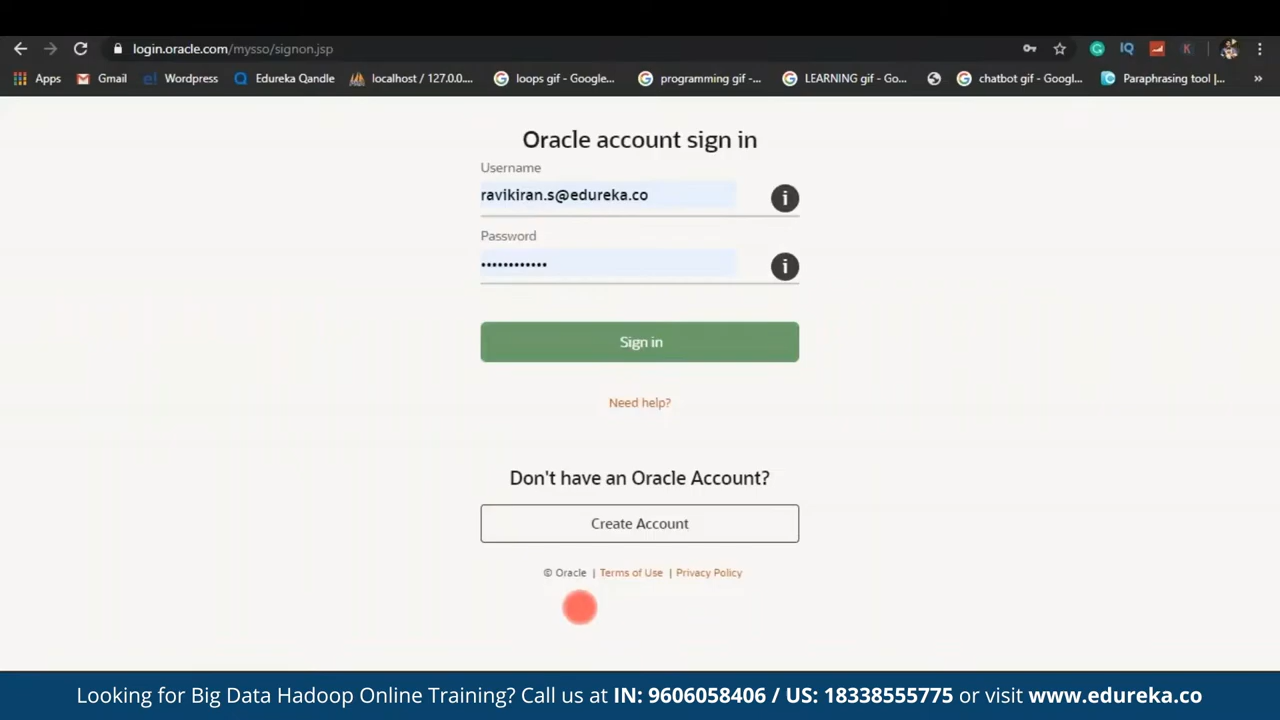 login.oracle.com/mysso/signon.jsp
Apps Gmail Wordpress Edureka Qandle localhost / 127.0.... loops gif - Google... programming gif -... LEARNING gif - Go... chatbot gif - Googl... Paraphrasing tool |... »
Oracle account sign in
Username
ravikiran.s@edureka.co
Password
••••••••••••
Sign in
Need help?
Don't have an Oracle Account?
Create Account
© Oracle | Terms of Use | Privacy Policy
Looking for Big Data Hadoop Online Training? Call us at IN: 9606058406 / US: 18338555775 or visit www.edureka.co